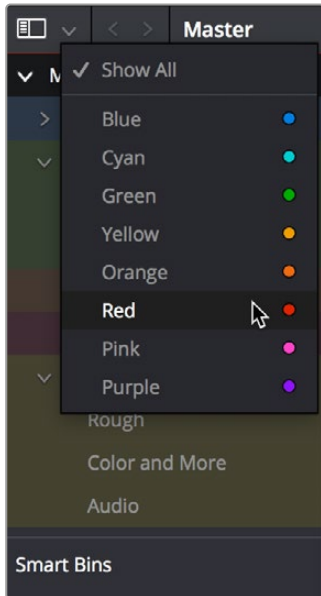 Master
M
Show All
Blue
Cyan
Green
Yellow
Orange
Red
Pink
Purple
Rough
Color and More
Audio
Smart Bins